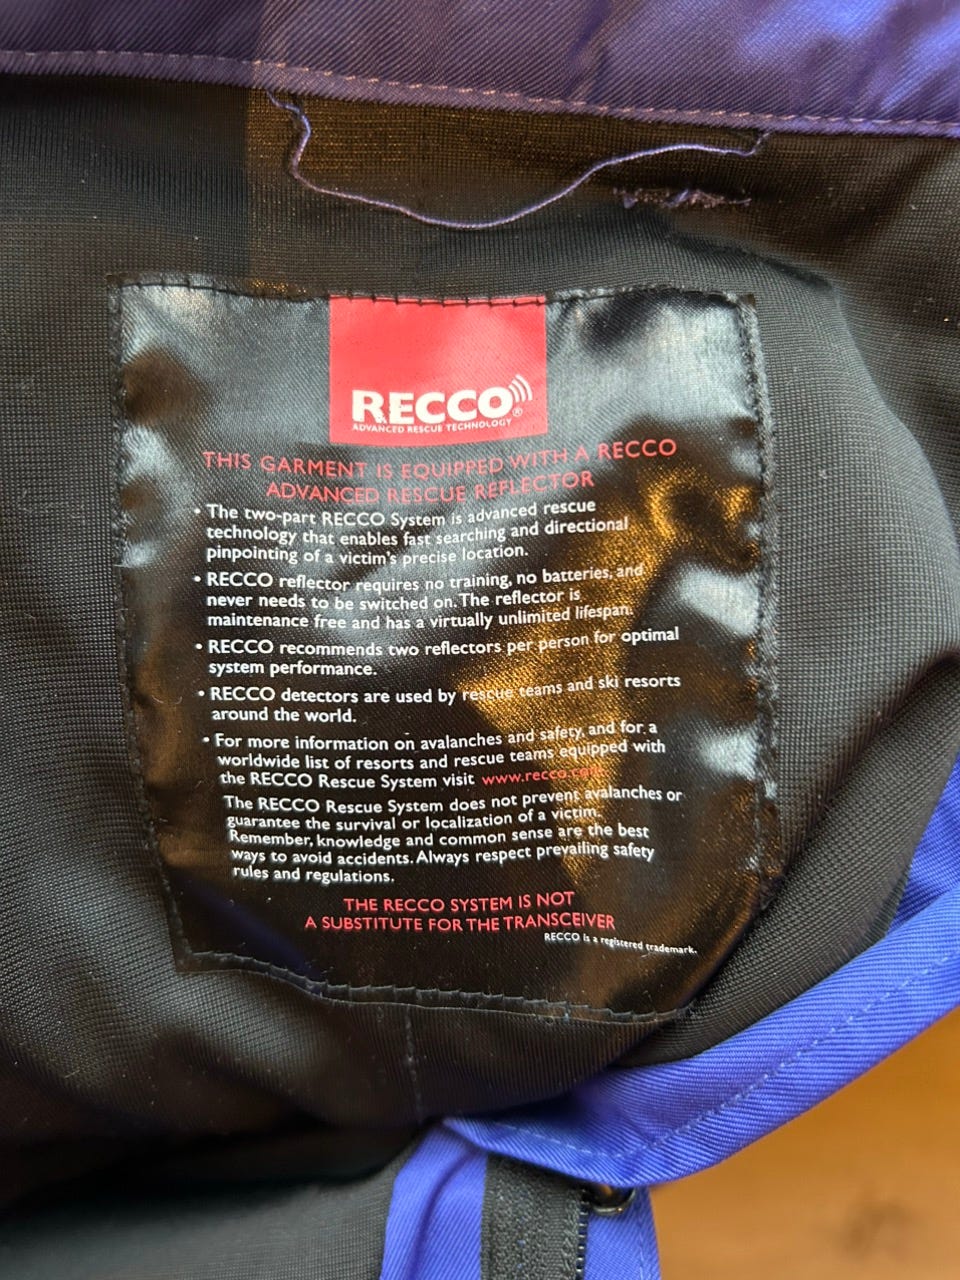 RECCO®
ADVANCED RESCUE TECHNOLOGY
THIS GARMENT IS EQUIPPED WITH A RECCO
ADVANCED RESCUE REFLECTOR
• The two-part RECCO System is advanced rescue
technology that enables fast searching and directional
pinpointing of a victim's precise location.
• RECCO reflector requires no training, no batteries, and
never needs to be switched on. The reflector is
maintenance free and has a virtually unlimited lifespan.
• RECCO recommends two reflectors per person for optimal
system performance.
• RECCO detectors are used by rescue teams and ski resorts
around the world.
• For more information on avalanches and safety, and for a
worldwide list of resorts and rescue teams equipped with
the RECCO Rescue System visit www.recco.com
The RECCO Rescue System does not prevent avalanches or
guarantee the survival or localization of a victim.
Remember, knowledge and common sense are the best
ways to avoid accidents. Always respect prevailing safety
rules and regulations.
THE RECCO SYSTEM IS NOT
A SUBSTITUTE FOR THE TRANSCEIVER
RECCO is a registered trademark.